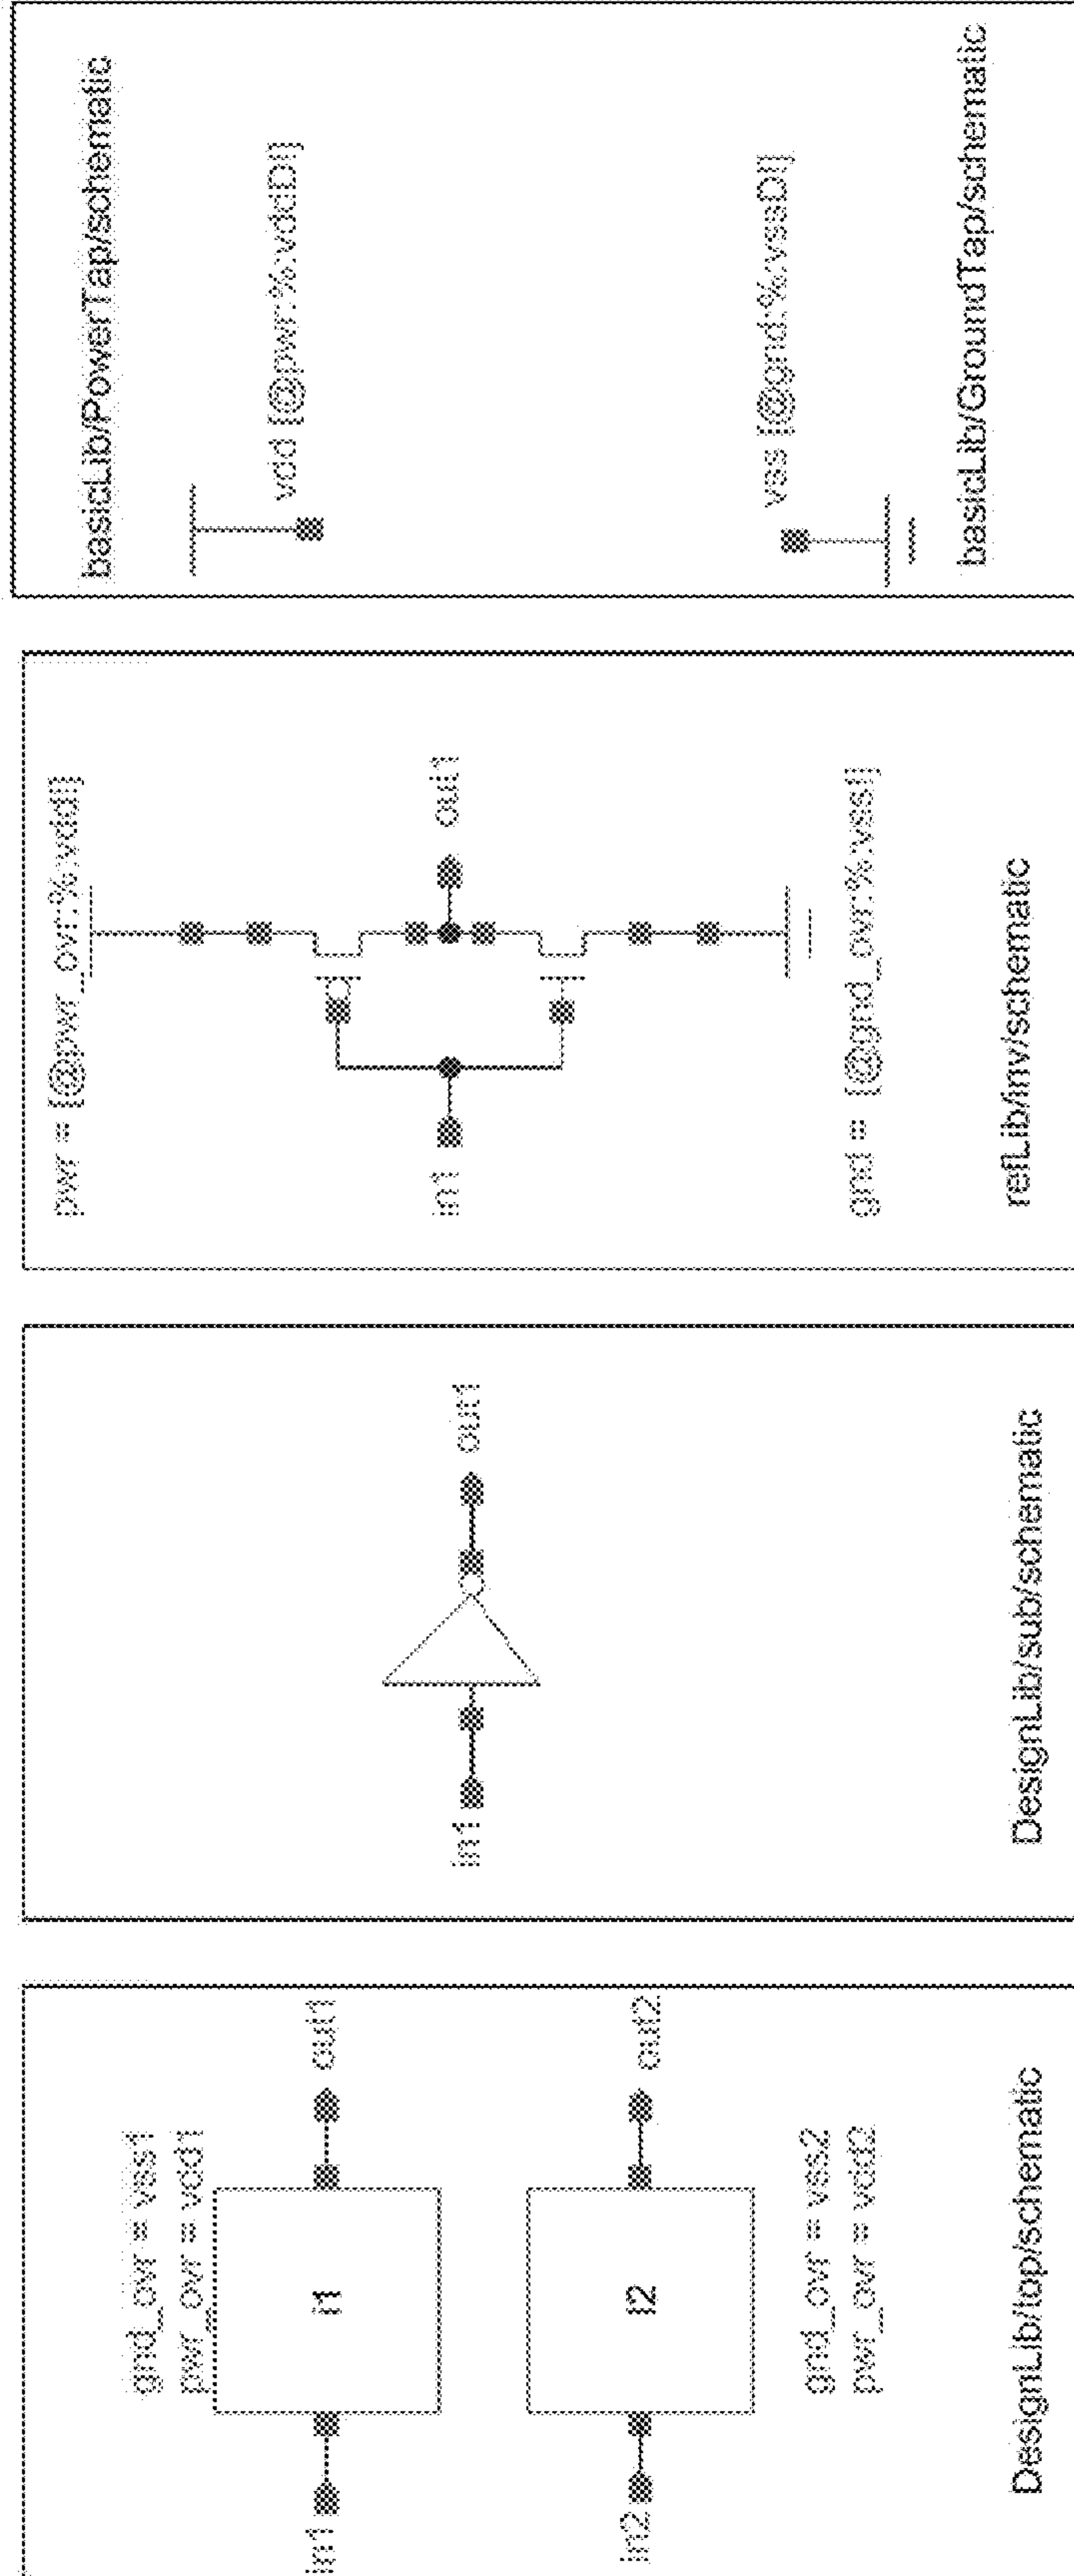 gnd_ovr = vss1
pwr_ovr = vdd1
in1
I1
out1
in2
I2
out2
gnd_ovr = vss2
pwr_ovr = vdd2
DesignLib/top/schematic
in1
out1
DesignLib/sub/schematic
pwr = [@pwr_ovr:%:vdd!]
in1
out1
gnd = [@gnd_ovr:%:vss!]
refLib/inv/schematic
basicLib/PowerTap/schematic
vdd [@pwr:%:vddD!]
vss [@gnd:%:vssD!]
basicLib/GroundTap/schematic